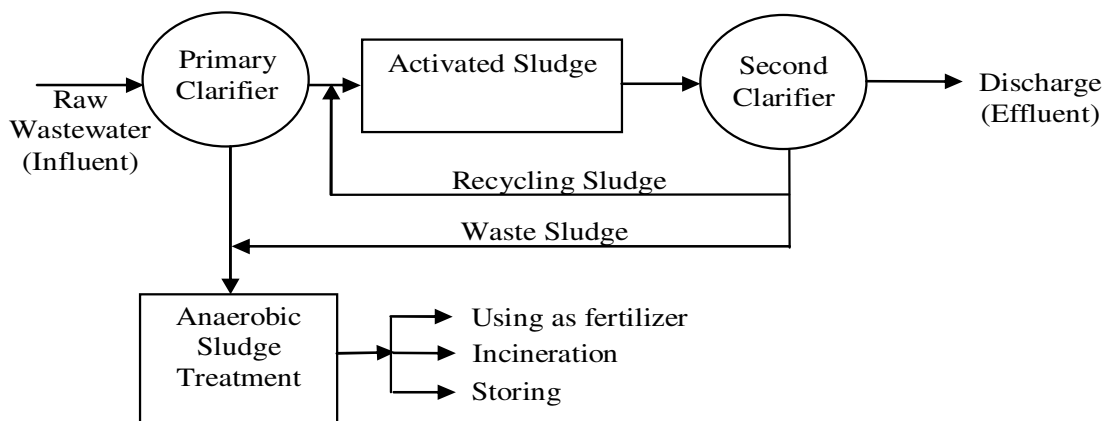 Primary
Clarifier
Activated Sludge
Second
Clarifier
Raw
Wastewater
(Influent)
Discharge
(Effluent)
Recycling Sludge
Waste Sludge
Anaerobic
Sludge
Treatment
Using as fertilizer
Incineration
Storing